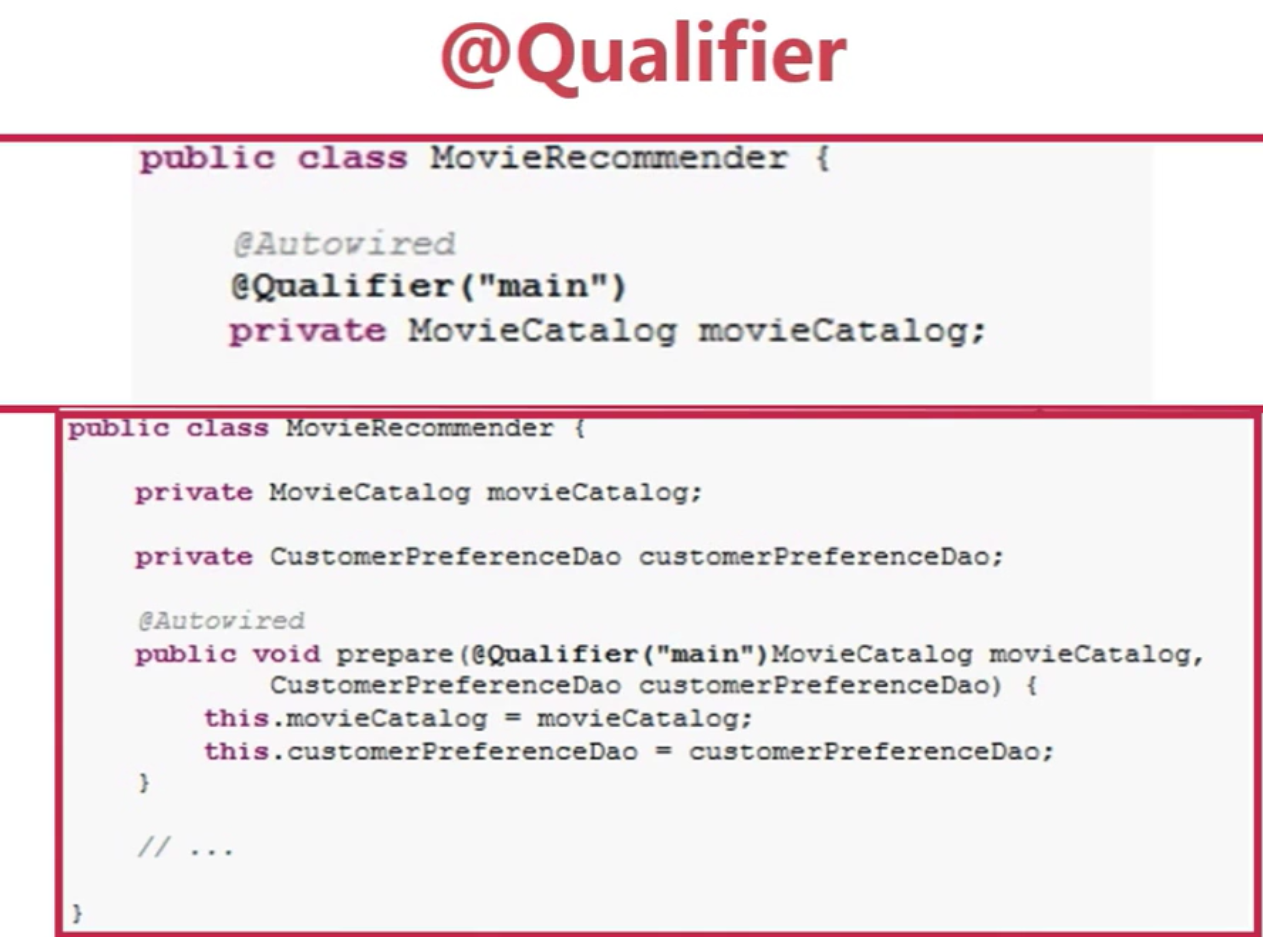 @Qualifier
public class MovieRecommender {
@Autowired
@Qualifier("main")
private MovieCatalog movieCatalog;
public class MovieRecommender {
private MovieCatalog movieCatalog;
private CustomerPreferenceDao customerPreferenceDao;
@Autowired
public void prepare(@Qualifier("main")MovieCatalog movieCatalog,
CustomerPreferenceDao customerPreferenceDao) {
this.movieCatalog = movieCatalog;
this.customerPreferenceDao = customerPreferenceDao;
}
// ...
}